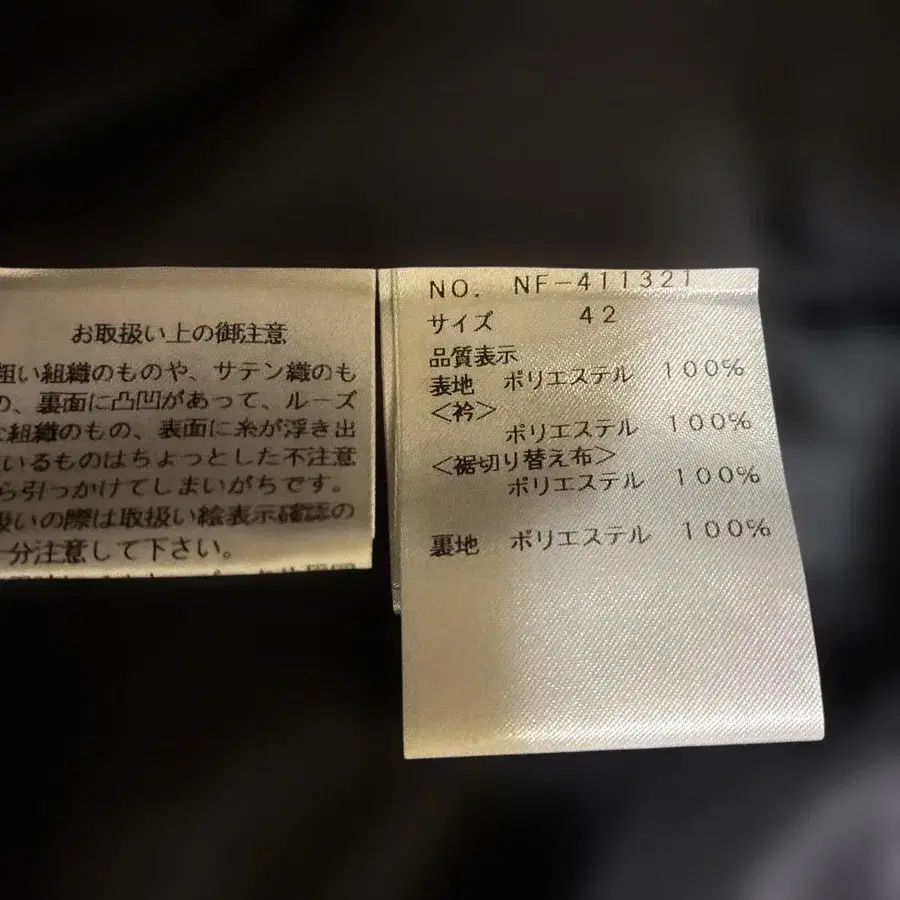 お取扱い上の御注意
粗い組織のものや、サテン織のも
の、裏面に凸凹があって、ルーズ
な組織のもの、表面に糸が浮き出
いるものはちょっとした不注意
ら引っかけてしまいがちです。
扱いの際は取扱い絵表示確認の
分注意して下さい。
NO. NF-411321
サイズ 42
品質表示
表地 ポリエステル 100%
<衿>
ポリエステル 100%
<裾切り替え布>
ポリエステル 100%
裏地 ポリエステル 100%